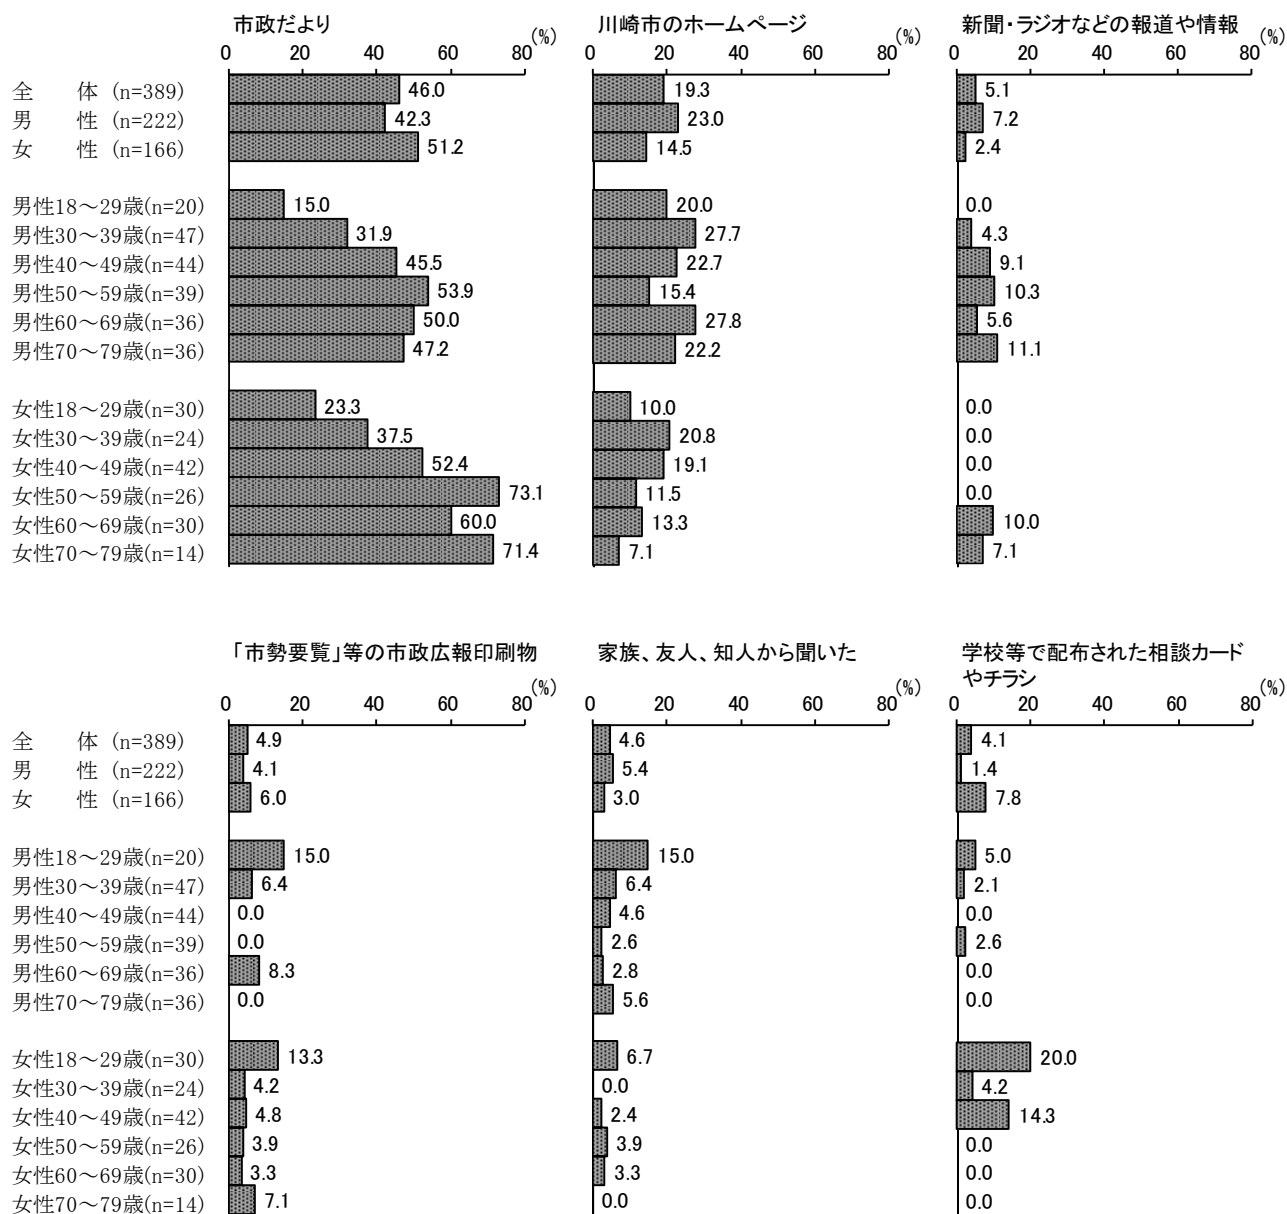 市政だより 川崎市のホームページ 新聞・ラジオなどの報道や情報
(%) (%) (%)
0 20 40 60 80 0 20 40 60 80 0 20 40 60 80
全 体 (n=389) 46.0 19.3 5.1
男 性 (n=222) 42.3 23.0 7.2
女 性 (n=166) 51.2 14.5 2.4
男性18～29歳(n=20) 15.0 20.0 0.0
男性30～39歳(n=47) 31.9 27.7 4.3
男性40～49歳(n=44) 45.5 22.7 9.1
男性50～59歳(n=39) 53.9 15.4 10.3
男性60～69歳(n=36) 50.0 27.8 5.6
男性70～79歳(n=36) 47.2 22.2 11.1
女性18～29歳(n=30) 23.3 10.0 0.0
女性30～39歳(n=24) 37.5 20.8 0.0
女性40～49歳(n=42) 52.4 19.1 0.0
女性50～59歳(n=26) 73.1 11.5 0.0
女性60～69歳(n=30) 60.0 13.3 10.0
女性70～79歳(n=14) 71.4 7.1 7.1
「市勢要覧」等の市政広報印刷物 家族、友人、知人から聞いた 学校等で配布された相談カード
やチラシ
(%) (%) (%)
0 20 40 60 80 0 20 40 60 80 0 20 40 60 80
全 体 (n=389) 4.9 4.6 4.1
男 性 (n=222) 4.1 5.4 1.4
女 性 (n=166) 6.0 3.0 7.8
男性18～29歳(n=20) 15.0 15.0 5.0
男性30～39歳(n=47) 6.4 6.4 2.1
男性40～49歳(n=44) 0.0 4.6 0.0
男性50～59歳(n=39) 0.0 2.6 2.6
男性60～69歳(n=36) 8.3 2.8 0.0
男性70～79歳(n=36) 0.0 5.6 0.0
女性18～29歳(n=30) 13.3 6.7 20.0
女性30～39歳(n=24) 4.2 0.0 4.2
女性40～49歳(n=42) 4.8 2.4 14.3
女性50～59歳(n=26) 3.9 3.9 0.0
女性60～69歳(n=30) 3.3 3.3 0.0
女性70～79歳(n=14) 7.1 0.0 0.0